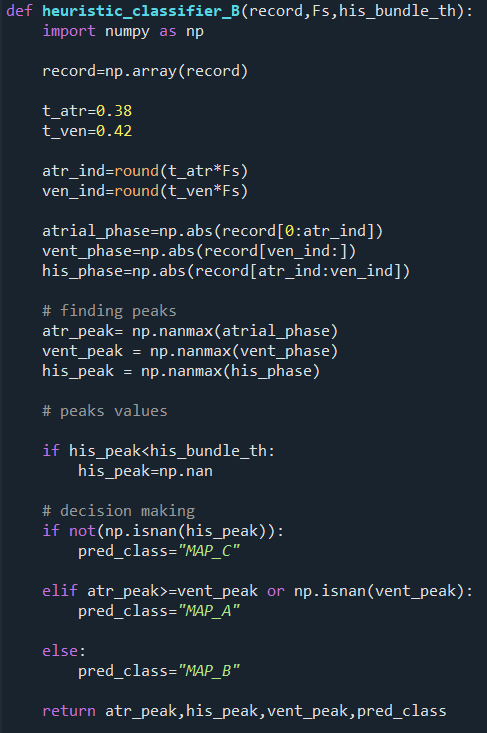 def heuristic_classifier_B(record,Fs,his_bundle_th):
    import numpy as np

    record=np.array(record)

    t_atr=0.38
    t_ven=0.42

    atr_ind=round(t_atr*Fs)
    ven_ind=round(t_ven*Fs)

    atrial_phase=np.abs(record[0:atr_ind])
    vent_phase=np.abs(record[ven_ind:])
    his_phase=np.abs(record[atr_ind:ven_ind])

    # finding peaks
    atr_peak= np.nanmax(atrial_phase)
    vent_peak = np.nanmax(vent_phase)
    his_peak = np.nanmax(his_phase)

    # peaks values

    if his_peak<his_bundle_th:
        his_peak=np.nan

    # decision making
    if not(np.isnan(his_peak)):
        pred_class="MAP_C"

    elif atr_peak>=vent_peak or np.isnan(vent_peak):
        pred_class="MAP_A"

    else:
        pred_class="MAP_B"

    return atr_peak,his_peak,vent_peak,pred_class